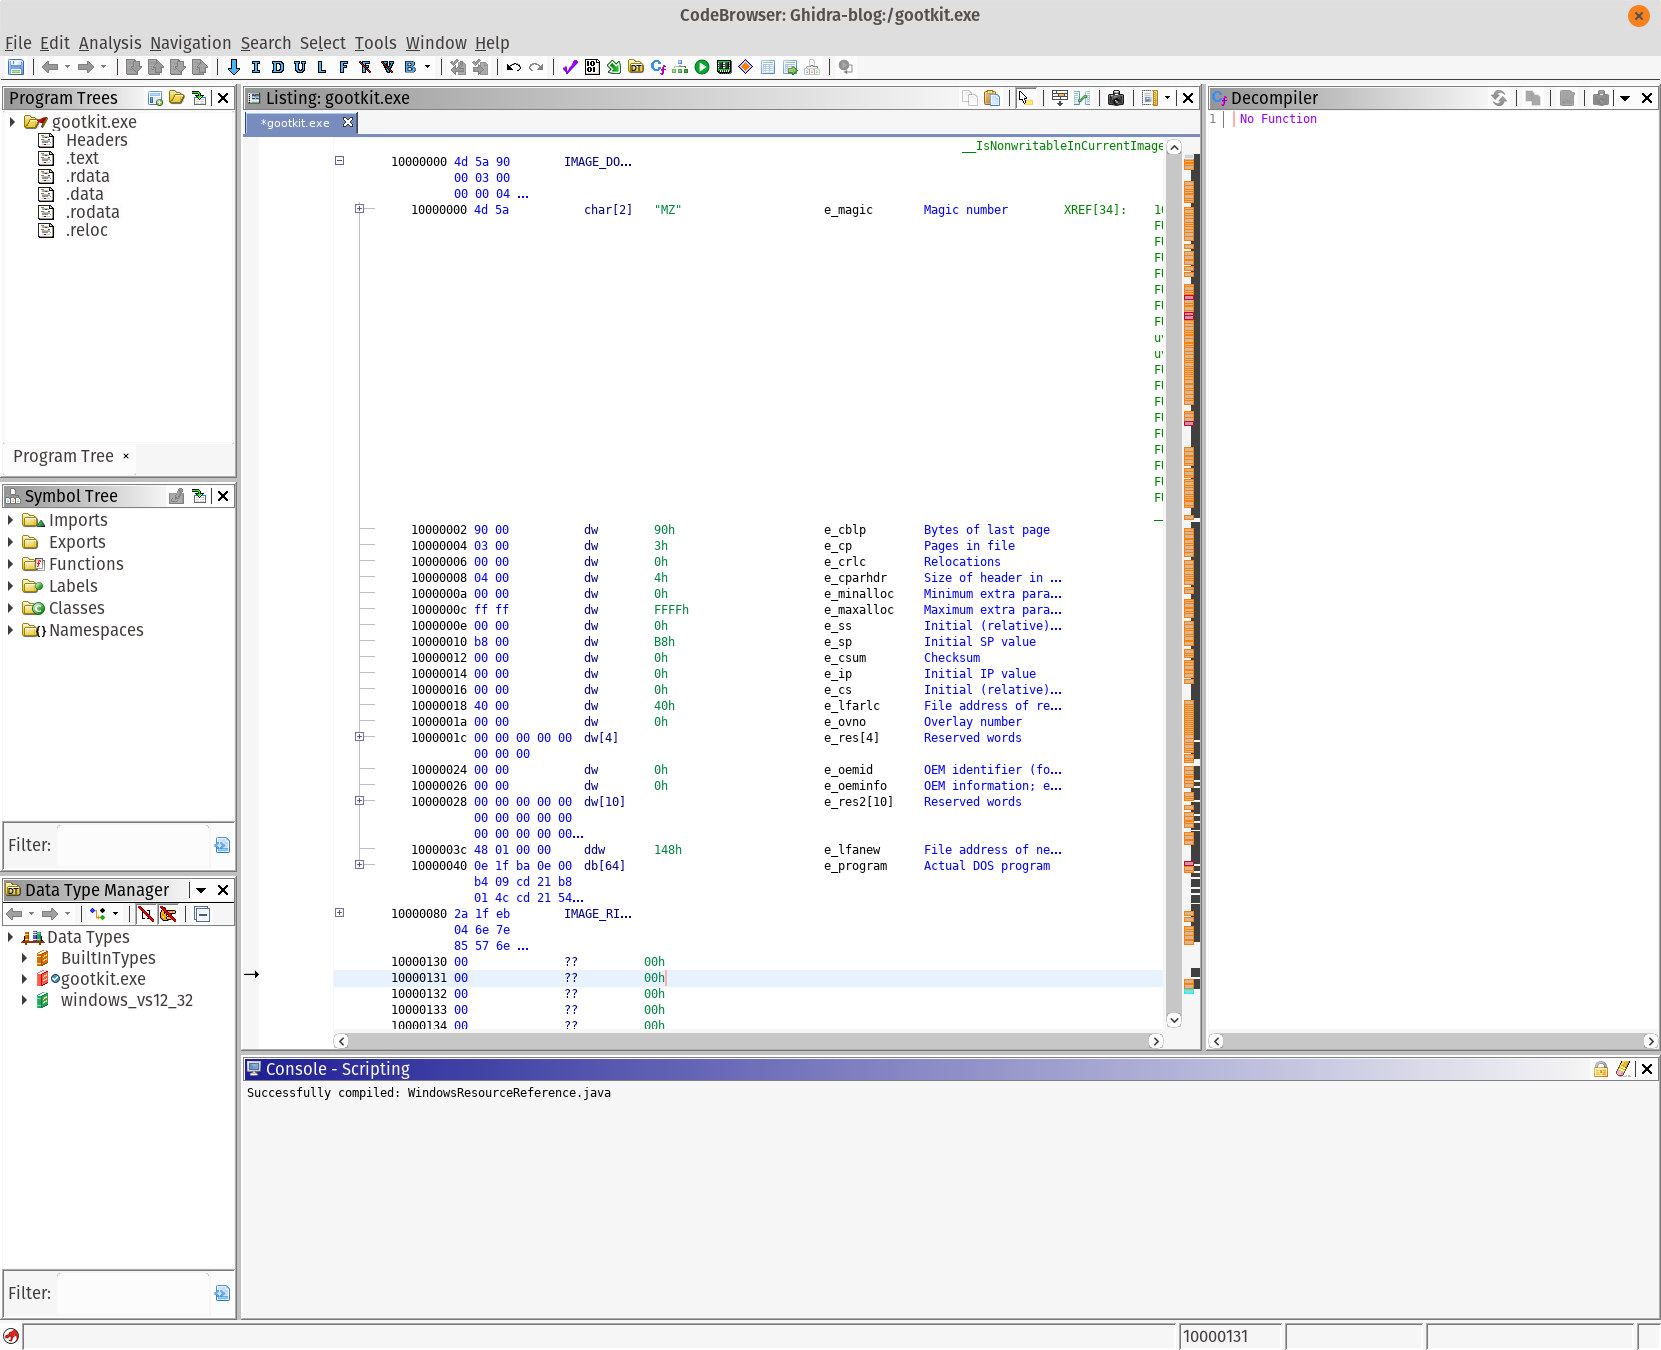 CodeBrowser: Ghidra-blog:/gootkit.exe
File Edit Analysis Navigation Search Select Tools Window Help
I D U L F F V B
Program Trees
gootkit.exe
Headers
.text
.rdata
.data
.rodata
.reloc
Program Tree ×
Symbol Tree
Imports
Exports
Functions
Labels
Classes
Namespaces
Filter:
Data Type Manager
Data Types
BuiltInTypes
gootkit.exe
windows_vs12_32
Filter:
Listing: gootkit.exe
*gootkit.exe
__IsNonwritableInCurrentImage
10000000 4d 5a 90 IMAGE_DO...
00 03 00
00 00 04 ...
10000000 4d 5a char[2] "MZ" e_magic Magic number XREF[34]:
10000002 90 00 dw 90h e_cblp Bytes of last page
10000004 03 00 dw 3h e_cp Pages in file
10000006 00 00 dw 0h e_crlc Relocations
10000008 04 00 dw 4h e_cparhdr Size of header in ...
1000000a 00 00 dw 0h e_minalloc Minimum extra para...
1000000c ff ff dw FFFFh e_maxalloc Maximum extra para...
1000000e 00 00 dw 0h e_ss Initial (relative)...
10000010 b8 00 dw B8h e_sp Initial SP value
10000012 00 00 dw 0h e_csum Checksum
10000014 00 00 dw 0h e_ip Initial IP value
10000016 00 00 dw 0h e_cs Initial (relative)...
10000018 40 00 dw 40h e_lfarlc File address of re...
1000001a 00 00 dw 0h e_ovno Overlay number
1000001c 00 00 00 00 00 dw[4] e_res[4] Reserved words
00 00 00
10000024 00 00 dw 0h e_oemid OEM identifier (fo...
10000026 00 00 dw 0h e_oeminfo OEM information; e...
10000028 00 00 00 00 00 dw[10] e_res2[10] Reserved words
00 00 00 00 00
00 00 00 00 00...
1000003c 48 01 00 00 ddw 148h e_lfanew File address of ne...
10000040 0e 1f ba 0e 00 db[64] e_program Actual DOS program
b4 09 cd 21 b8
01 4c cd 21 54...
10000080 2a 1f eb IMAGE_RI...
04 6e 7e
85 57 6e ...
10000130 00 ?? 00h
10000131 00 ?? 00h
10000132 00 ?? 00h
10000133 00 ?? 00h
10000134 00 ?? 00h
Decompiler
1 No Function
Console - Scripting
Successfully compiled: WindowsResourceReference.java
10000131